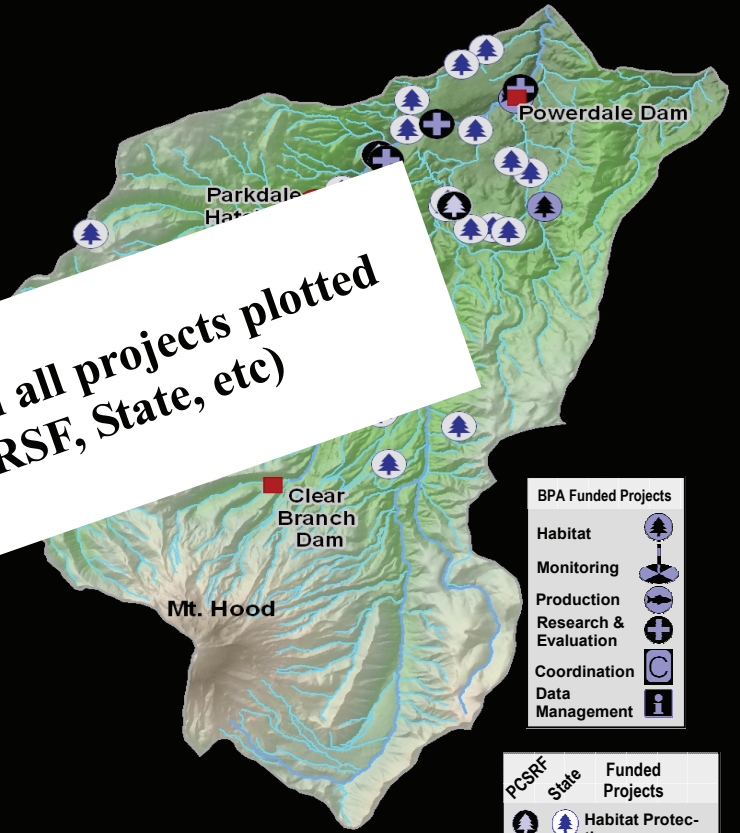 Powerdale Dam
Parkdale
all projects plotted
RSF, State, etc)
Clear
Branch
Dam
Mt. Hood
BPA Funded Projects
Habitat
Monitoring
Production
Research &
Evaluation
Coordination
C
Data
Management
i
PCSRF State Funded
Projects
Habitat Protec-